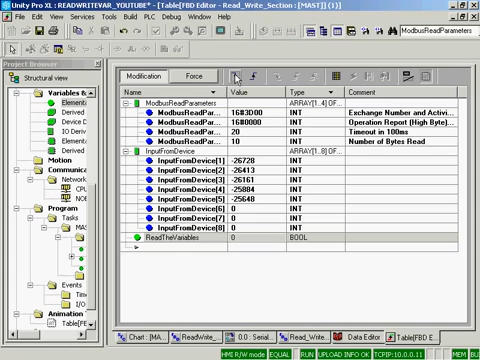 Unity Pro XL : READWRITEVAR_YOUTUBE* - [Table[FBD Editor - Read_Write_Section : [MAST]] (1)]
File Edit View Services Tools Build PLC Debug Window Help
ModbusReadParameters
Project Browser
Structural view
Variables &
Elementa
Derived
Device D
IO Deriv
Elementa
Derived
Motion
Communica
Network
CPU
NOE
Program
Tasks
MAS
Events
Time
I/O
Animation
Table[FB
Modification Force
Name Value Type Comment
ModbusReadParameters ARRAY[1..4] OF...
ModbusReadPar... 16#3D00 INT Exchange Number and Activi
ModbusReadPar... 16#0000 INT Operation Report (High Byte)
ModbusReadPar... 20 INT Timeout in 100ms
ModbusReadPar... 10 INT Number of Bytes Read
InputFromDevice ARRAY[1..8] OF...
InputFromDevice[1] -26728 INT
InputFromDevice[2] -26413 INT
InputFromDevice[3] -26161 INT
InputFromDevice[4] -25884 INT
InputFromDevice[5] -25648 INT
InputFromDevice[6] 0 INT
InputFromDevice[7] 0 INT
InputFromDevice[8] 0 INT
ReadTheVariables 0 BOOL
Chart : [MA... ReadWrite_... 0.0 : Serial... Read_Write... Data Editor Table[FBD E...
HMI R/W mode EQUAL RUN UPLOAD INFO OK TCPIP:10.0.0.11 MEM BU